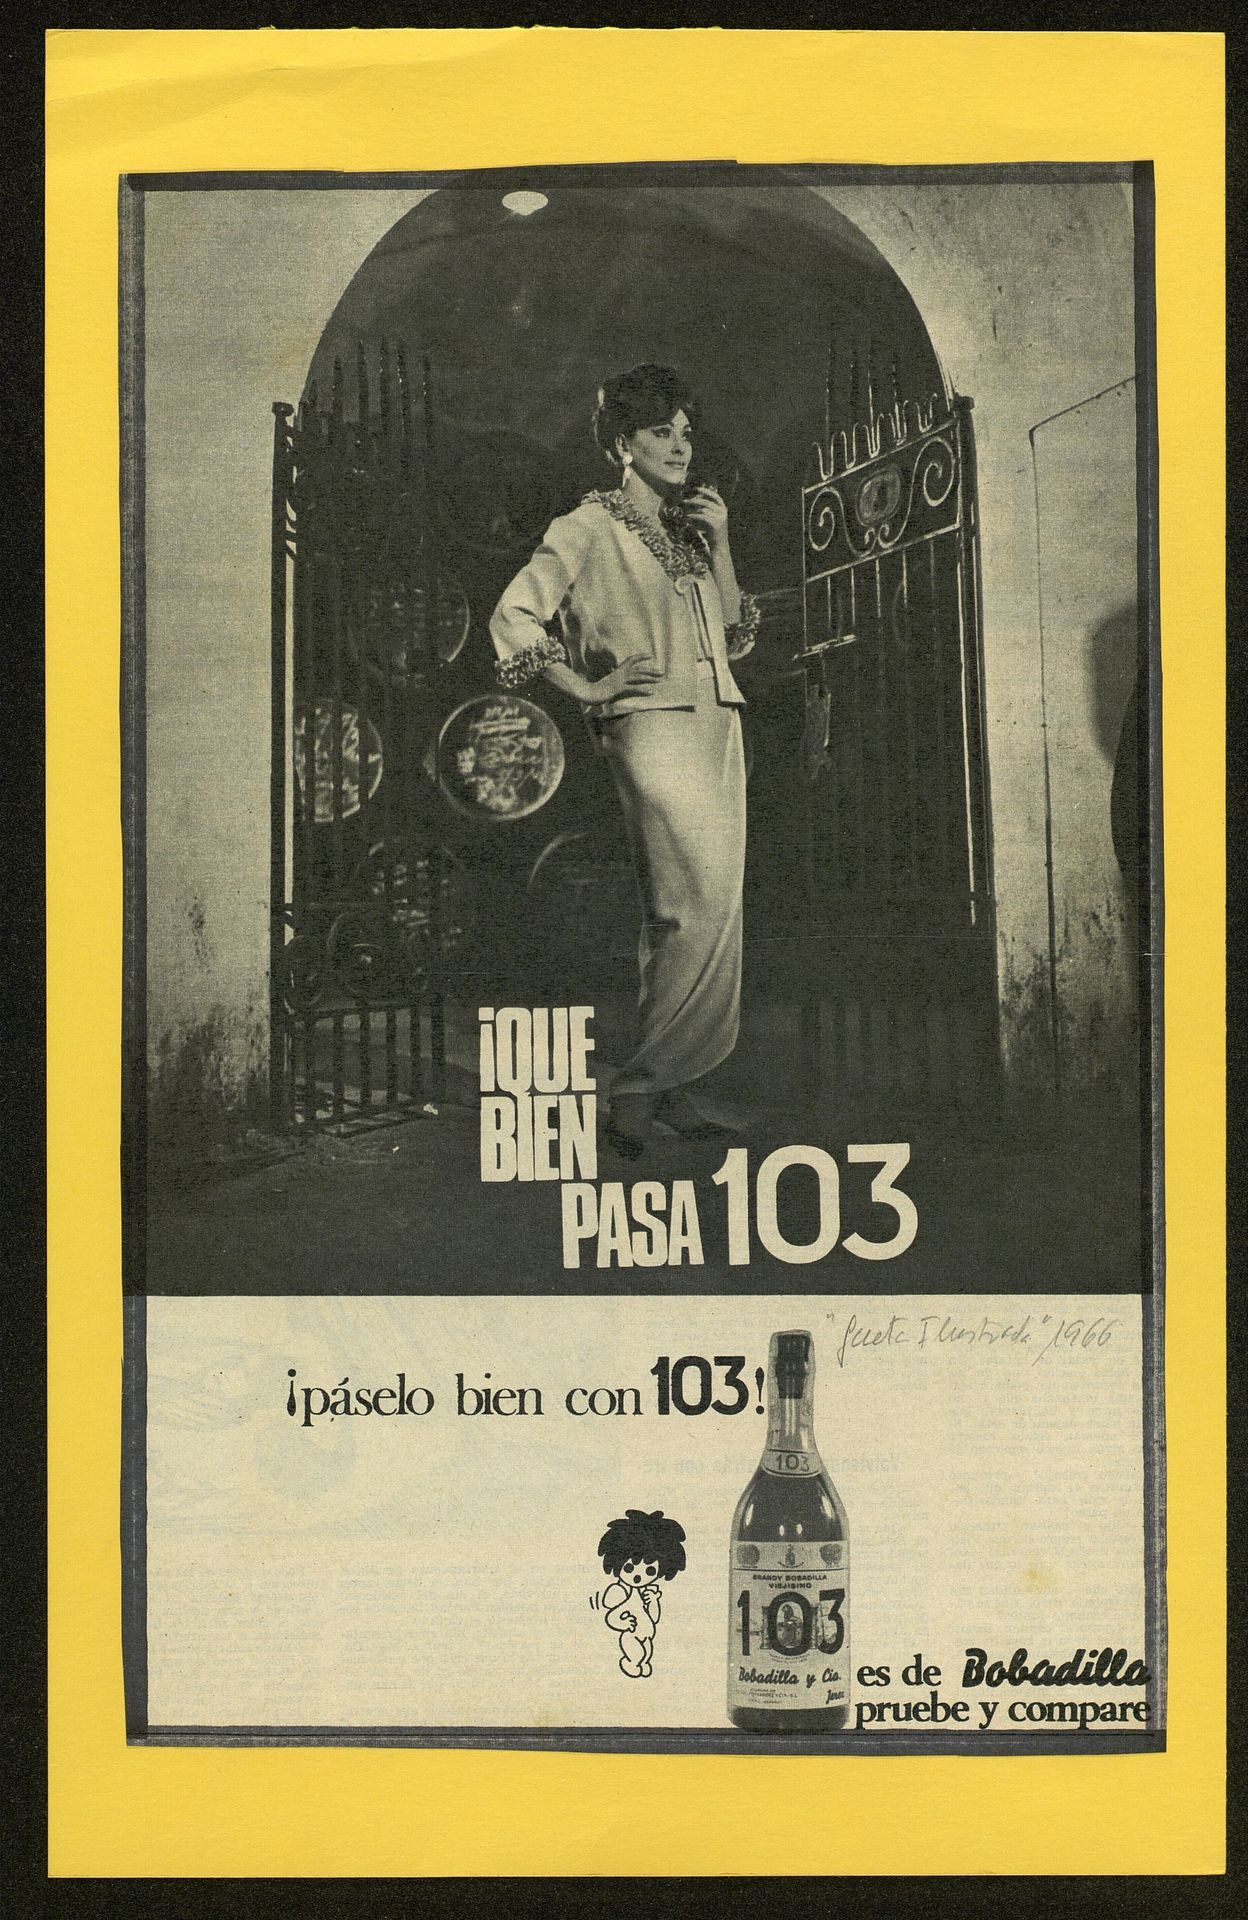 ¡QUE
BIEN
PASA 103
"Gaceta Ilustrada" 1966
¡páselo bien con 103!
103
BRANDY BOBADILLA
VIEJISIMO
103
Bobadilla y Cia.
Jerez
es de Bobadilla
pruebe y compare